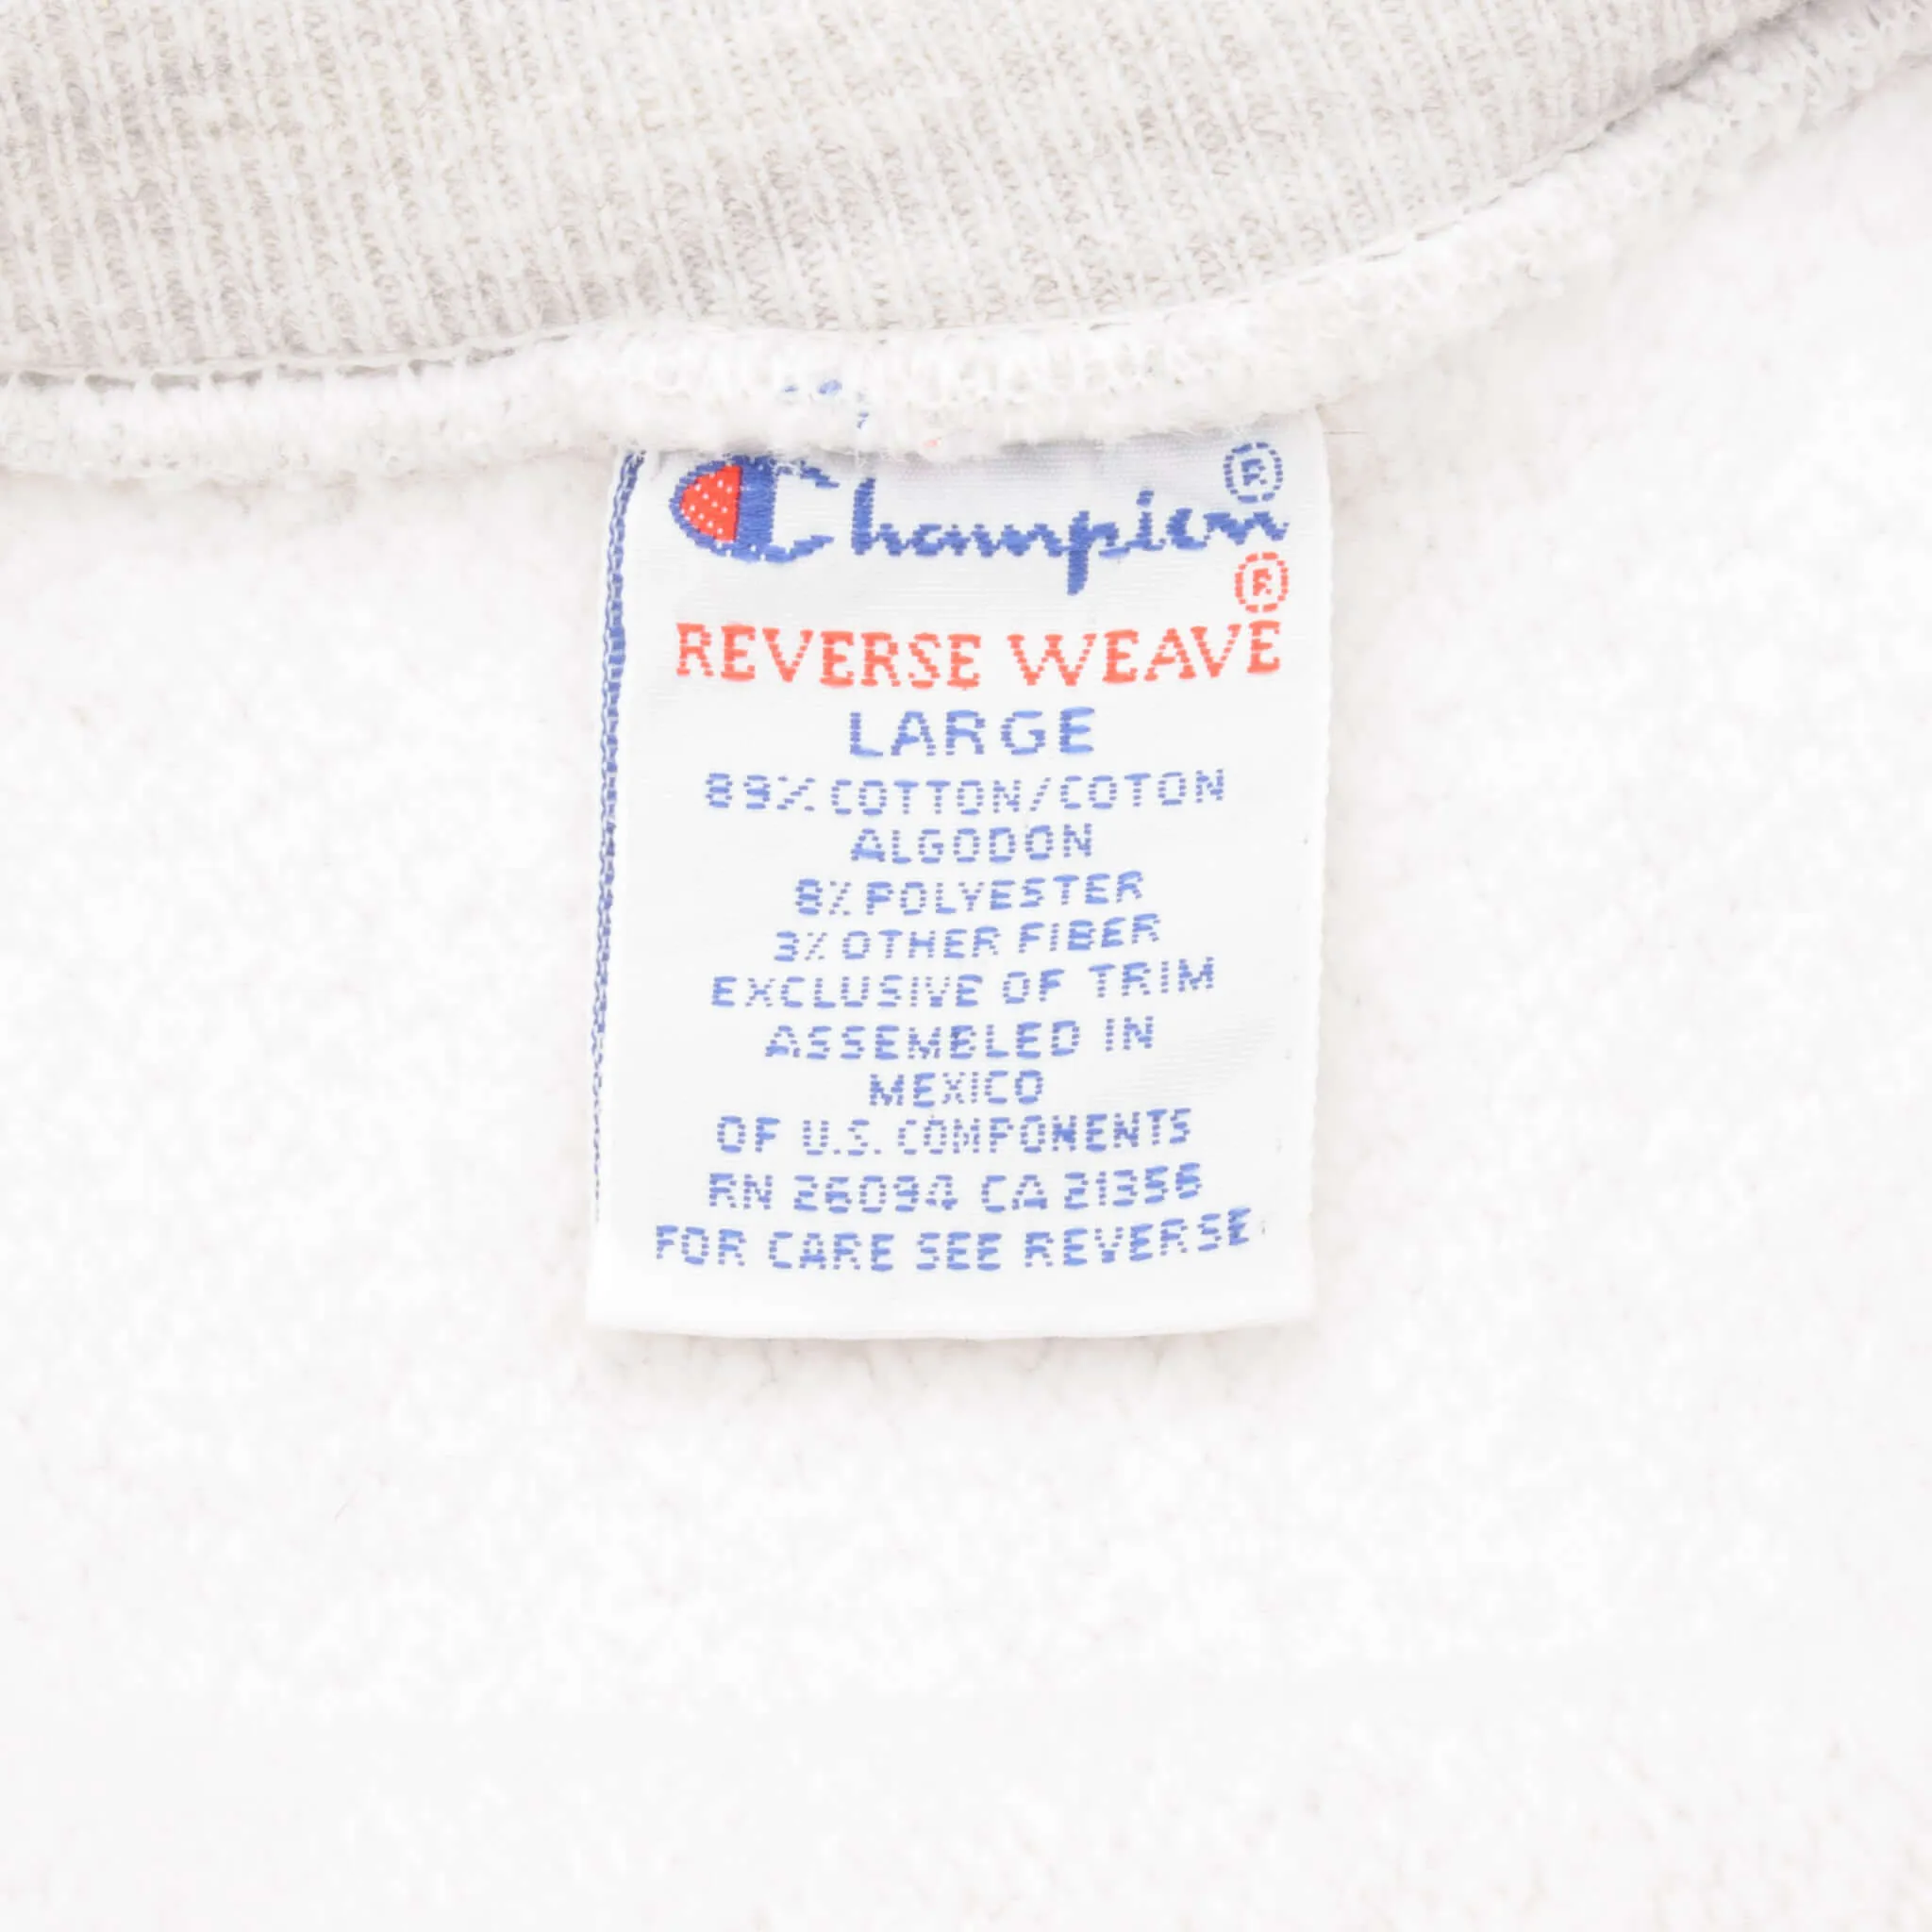 Champion®
REVERSE WEAVE®
LARGE
89% COTTON/COTON
ALGODON
8% POLYESTER
3% OTHER FIBER
EXCLUSIVE OF TRIM
ASSEMBLED IN
MEXICO
OF U.S. COMPONENTS
RN 26094 CA 21356
FOR CARE SEE REVERSE